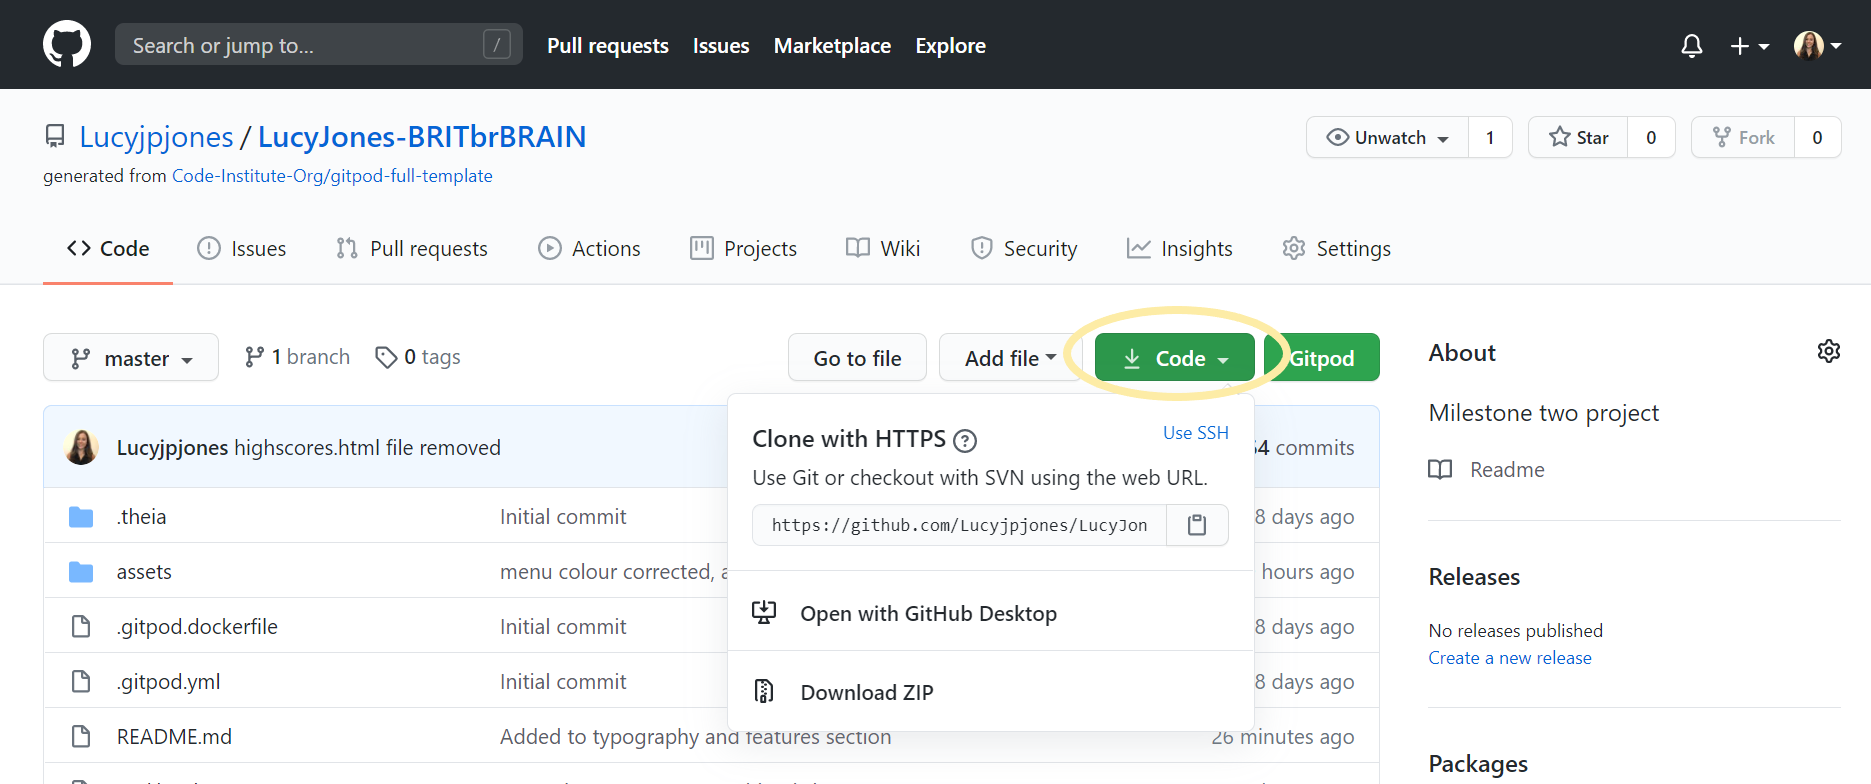 Search or jump to... /
Pull requests Issues Marketplace Explore
Lucyjpjones / LucyJones-BRITbrBRAIN
Unwatch 1 Star 0 Fork 0
generated from Code-Institute-Org/gitpod-full-template
Code Issues Pull requests Actions Projects Wiki Security Insights Settings
master 1 branch 0 tags Go to file Add file Code Gitpod
Lucyjpjones highscores.html file removed
4 commits
.theia Initial commit 8 days ago
assets menu colour corrected, hours ago
.gitpod.dockerfile Initial commit 8 days ago
.gitpod.yml Initial commit 8 days ago
README.md Added to typography and features section 26 minutes ago
Clone with HTTPS ?
Use SSH
Use Git or checkout with SVN using the web URL.
https://github.com/Lucyjpjones/LucyJon
Open with GitHub Desktop
Download ZIP
About
Milestone two project
Readme
Releases
No releases published
Create a new release
Packages